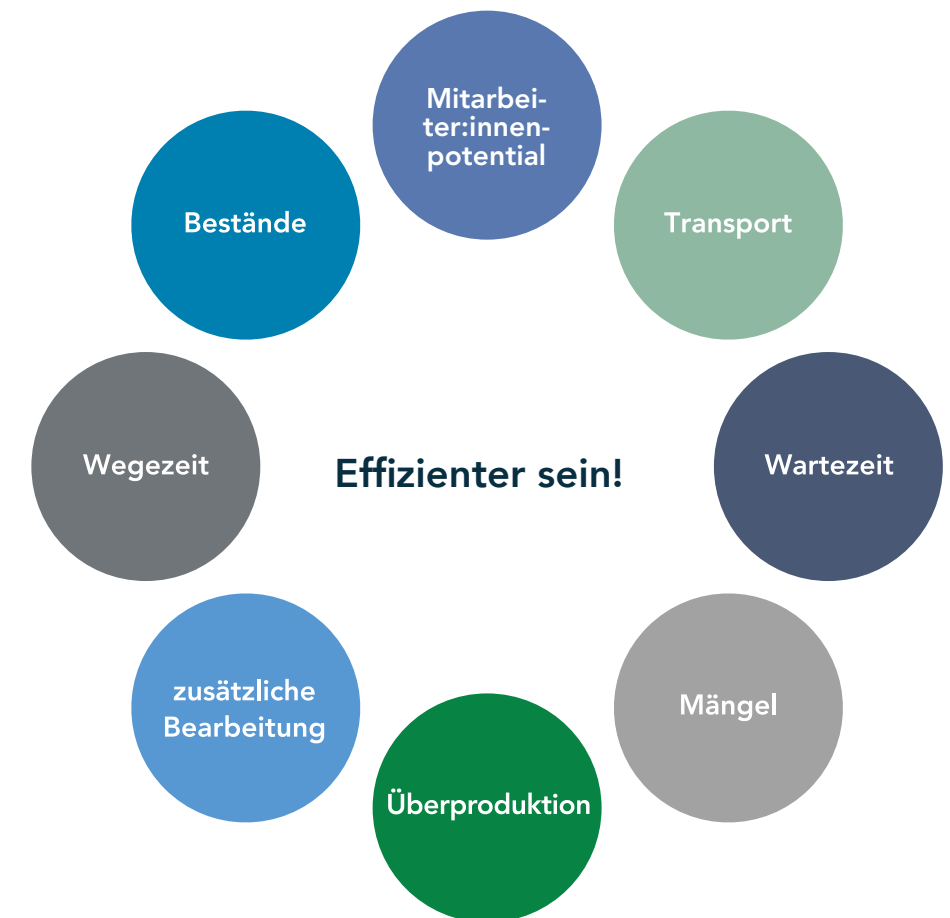 Mitarbei-
ter:innen-
potential
Bestände
Transport
Wegezeit
Effizienter sein!
Wartezeit
zusätzliche
Bearbeitung
Mängel
Überproduktion